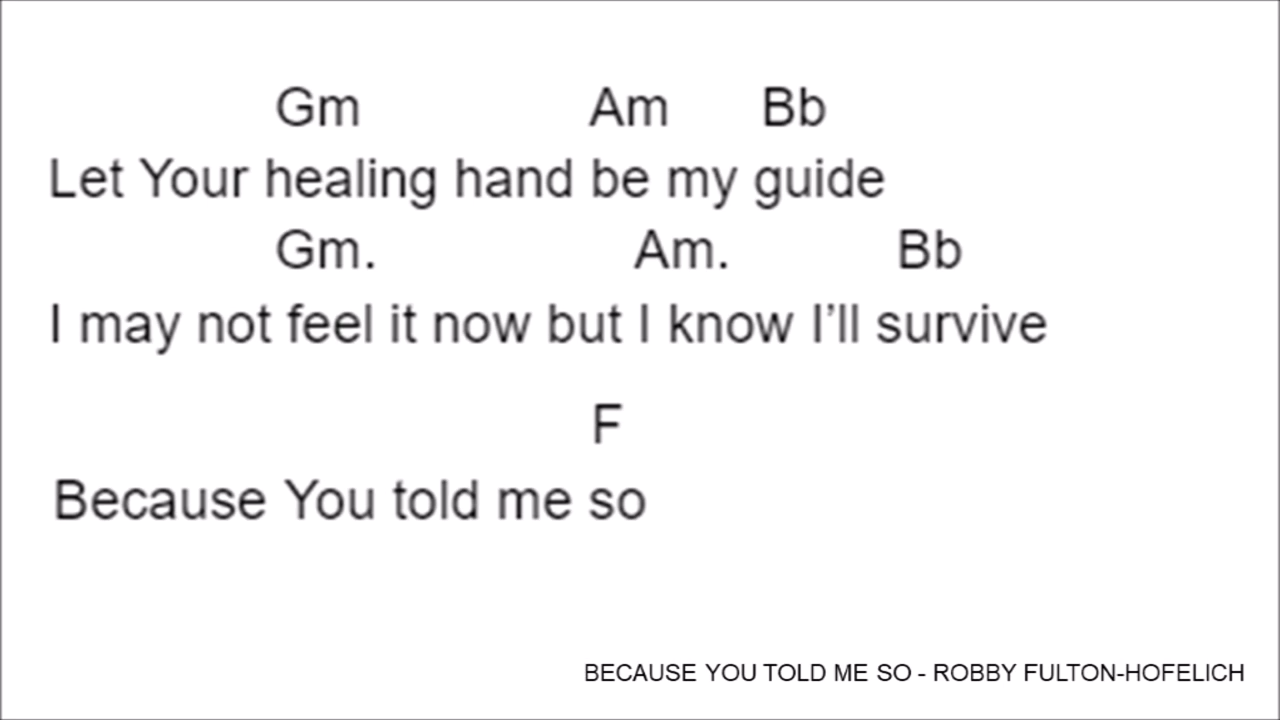 Gm Am Bb
Let Your healing hand be my guide
Gm. Am. Bb
I may not feel it now but I know I’ll survive
F
Because You told me so
BECAUSE YOU TOLD ME SO - ROBBY FULTON-HOFELICH